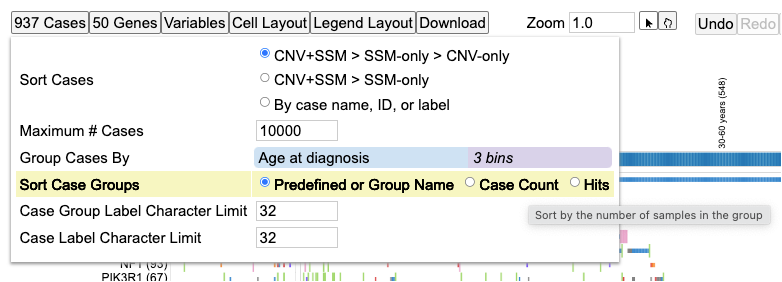 937 Cases 50 Genes Variables Cell Layout Legend Layout Download Zoom 1.0 Undo Redo
CNV+SSM > SSM-only > CNV-only
Sort Cases
CNV+SSM > SSM-only
By case name, ID, or label
Maximum # Cases 10000
Group Cases By Age at diagnosis 3 bins
Sort Case Groups Predefined or Group Name Case Count Hits
Case Group Label Character Limit 32
Sort by the number of samples in the group
Case Label Character Limit 32
30-60 years (548)
NF1 (93)
PIK3R1 (67)